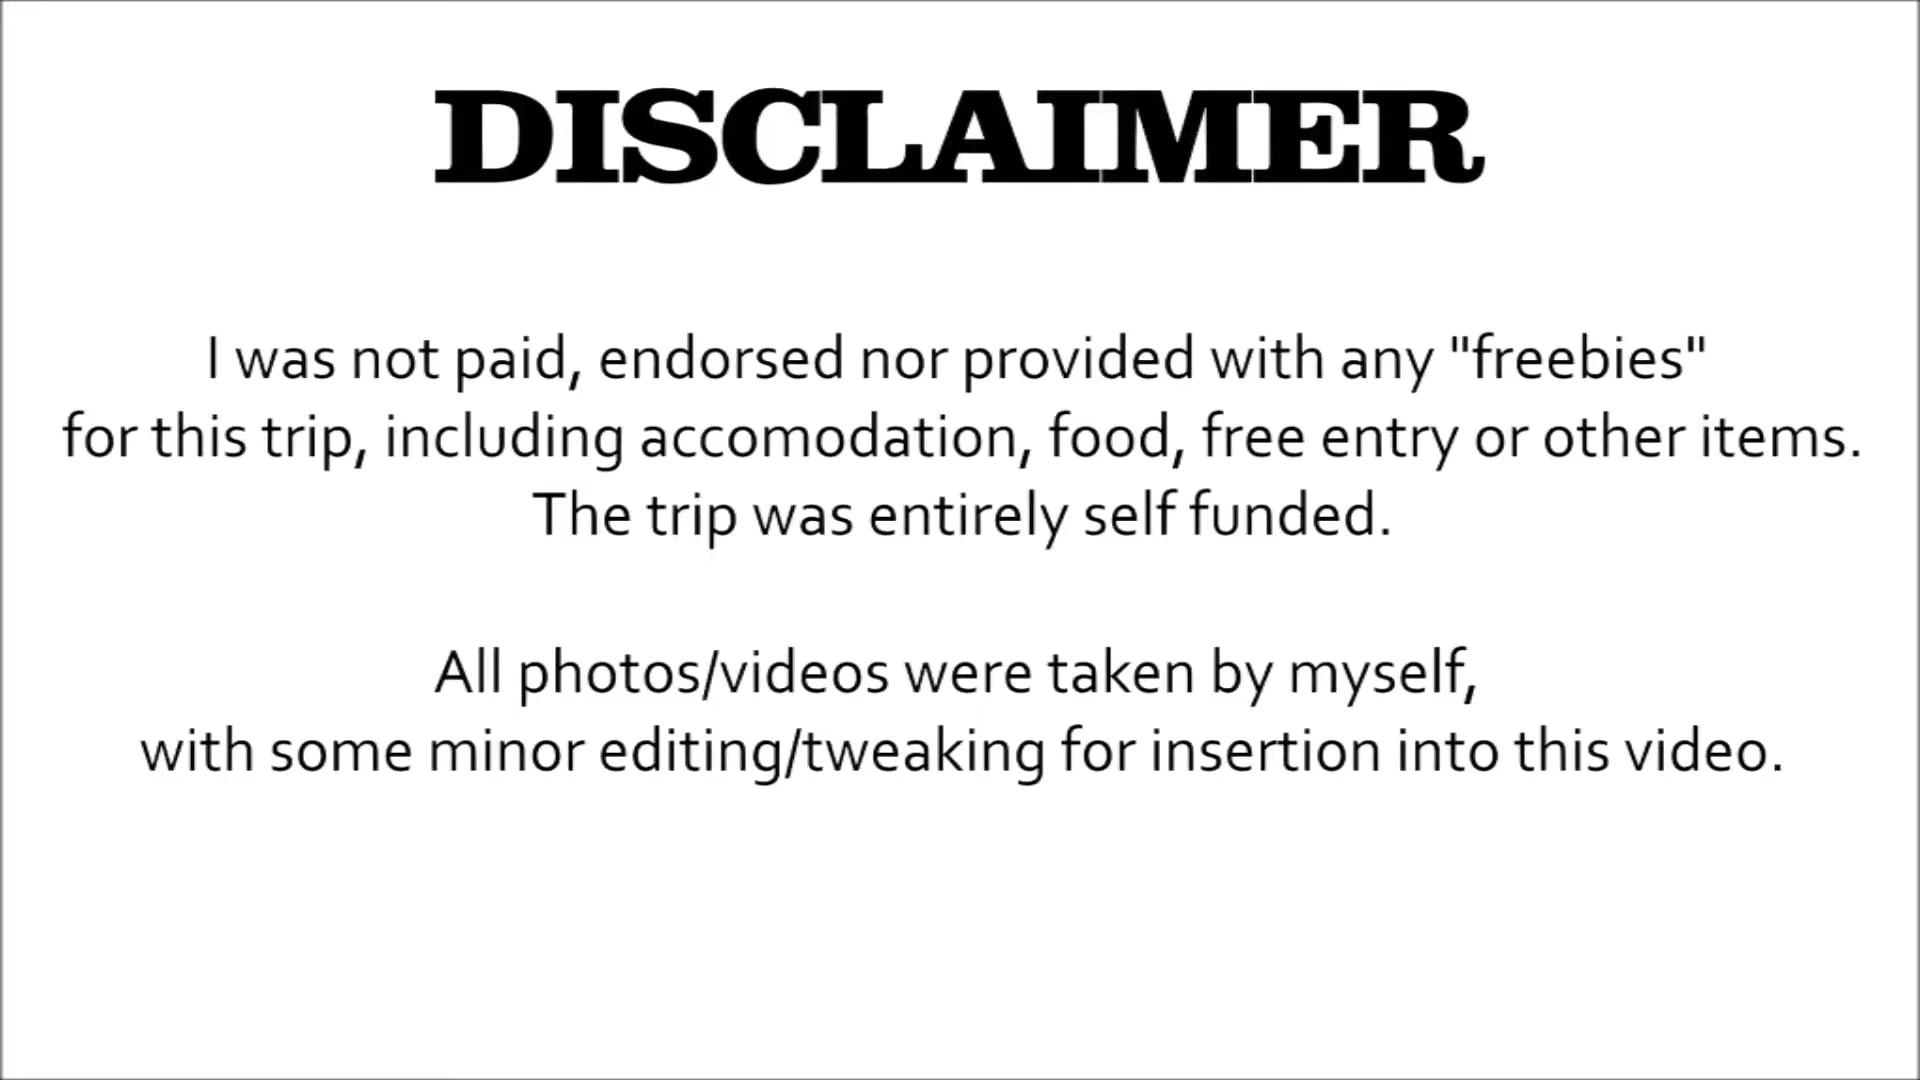 DISCLAIMER
I was not paid, endorsed nor provided with any "freebies"
for this trip, including accomodation, food, free entry or other items.
The trip was entirely self funded.
All photos/videos were taken by myself,
with some minor editing/tweaking for insertion into this video.